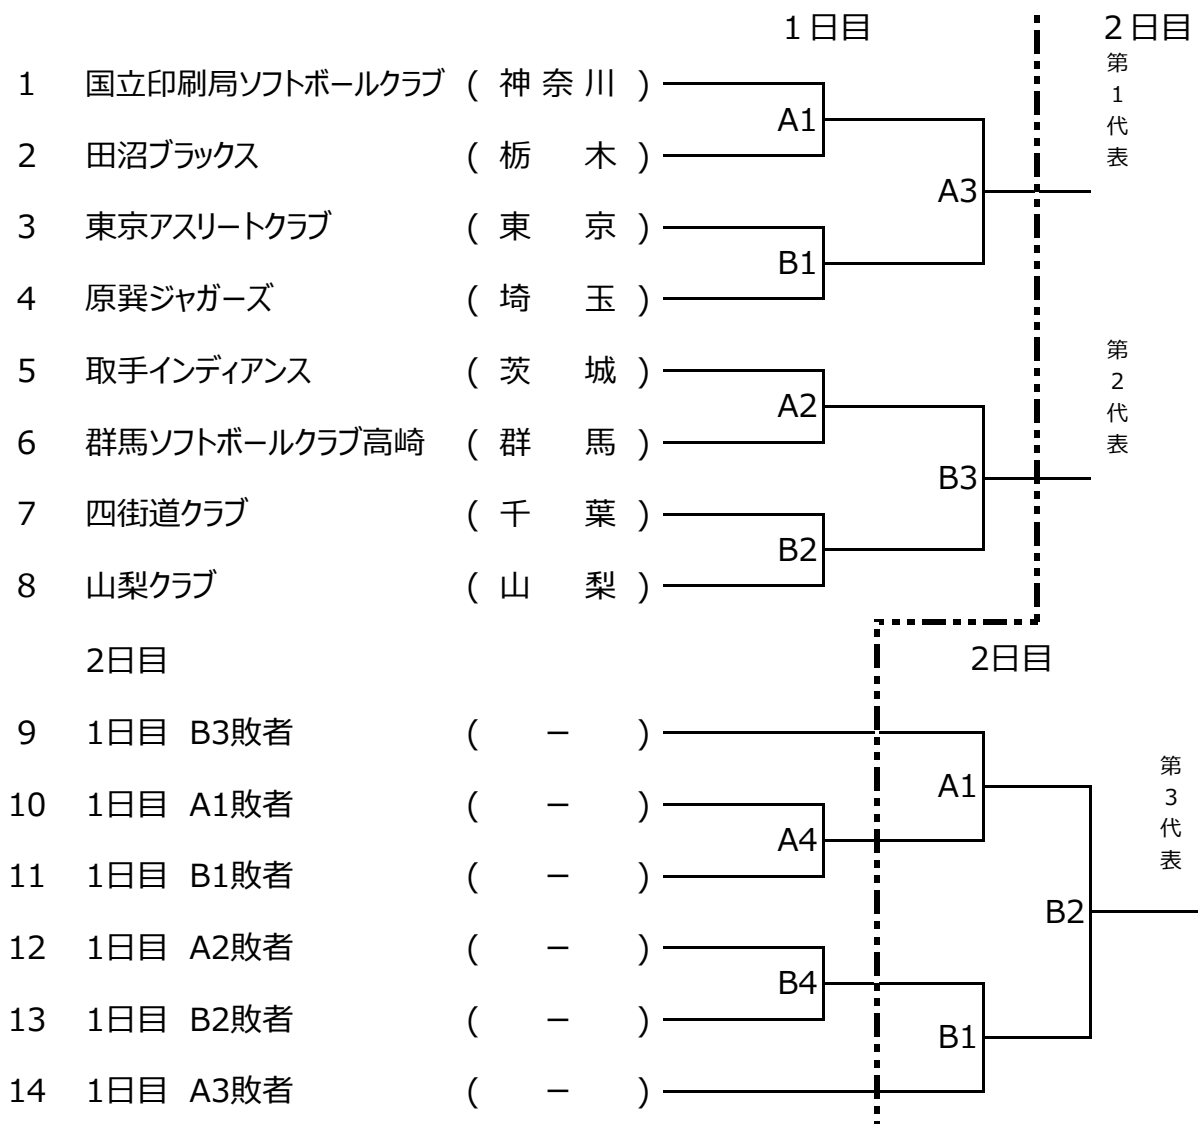 1日目 2日目
第1代表
1 国立印刷局ソフトボールクラブ ( 神奈川 )
A1
2 田沼ブラックス ( 栃 木 )
A3
3 東京アスリートクラブ ( 東 京 )
B1
4 原巽ジャガーズ ( 埼 玉 )
第2代表
5 取手インディアンス ( 茨 城 )
A2
6 群馬ソフトボールクラブ高崎 ( 群 馬 )
B3
7 四街道クラブ ( 千 葉 )
B2
8 山梨クラブ ( 山 梨 )
2日目 2日目
9 1日目 B3敗者 ( − )
第3代表
A1
10 1日目 A1敗者 ( − )
A4
11 1日目 B1敗者 ( − )
B2
12 1日目 A2敗者 ( − )
B4
13 1日目 B2敗者 ( − )
B1
14 1日目 A3敗者 ( − )